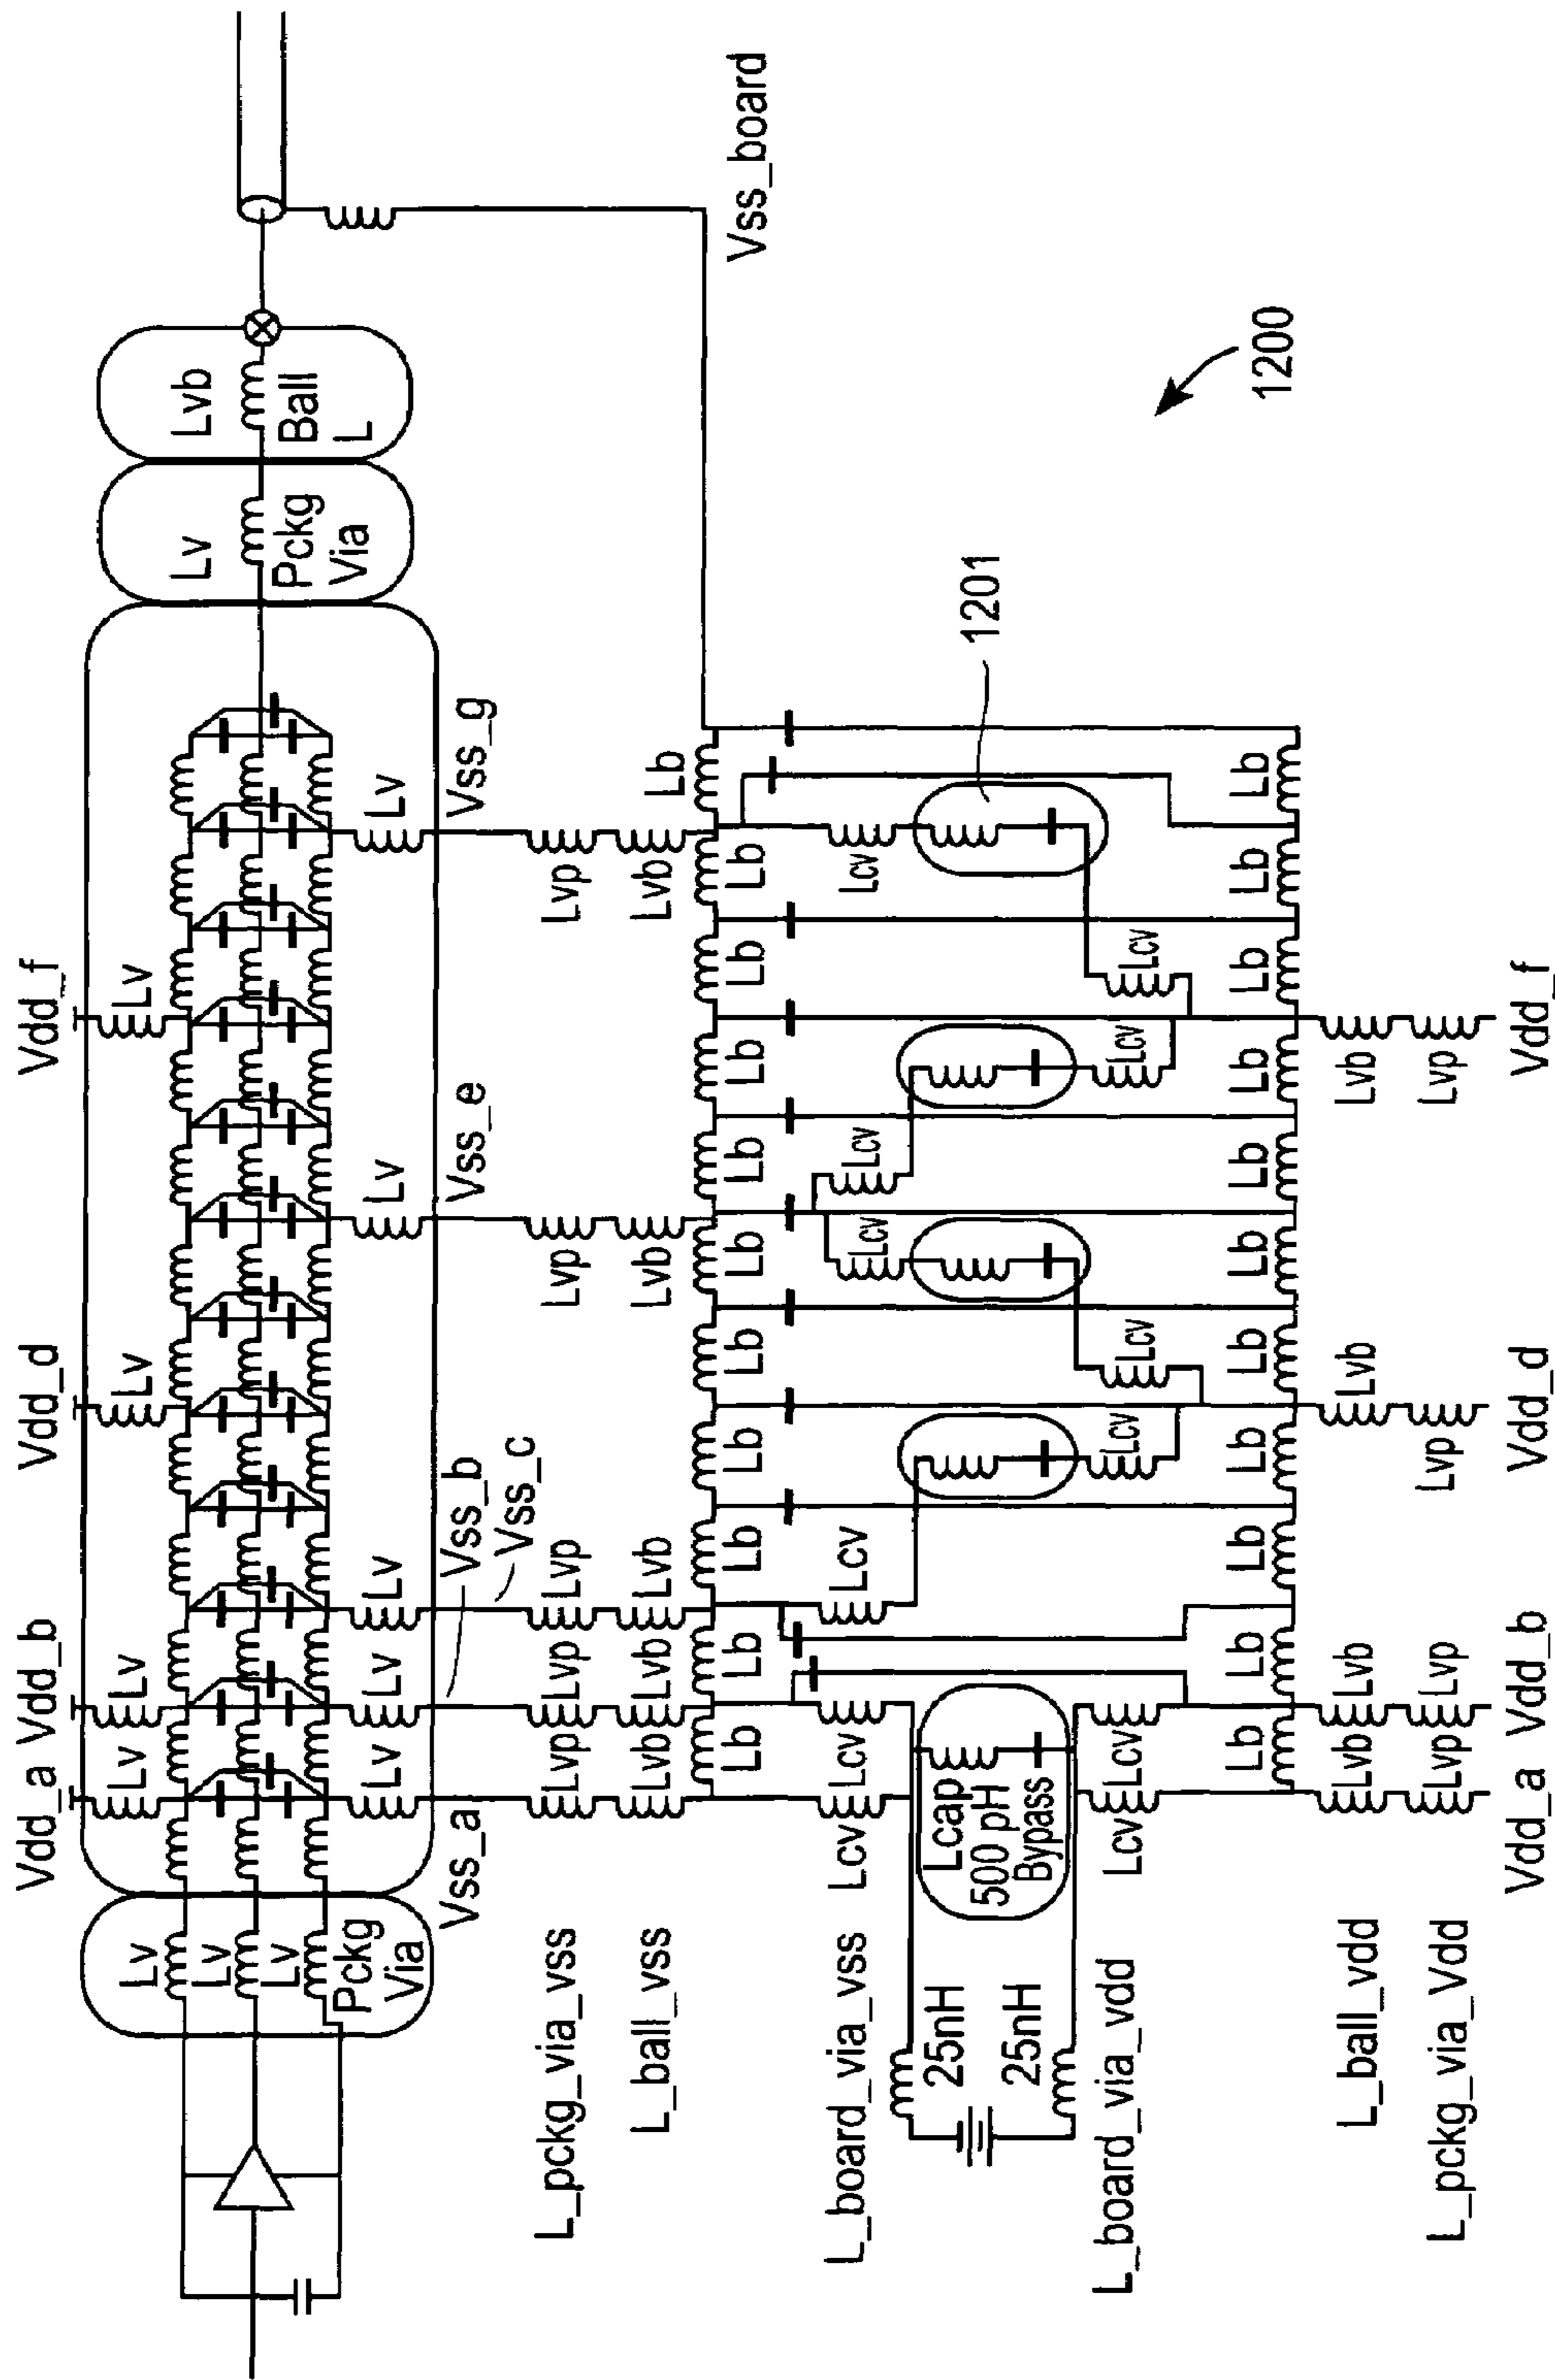 Vdd_a
Vdd_b
Vdd_d
Vdd_f
Lv
Lv
Lv
Lv
Lv
Lv
Lv
Pckg
Via
Lv
Pckg
Via
Lvb
Ball
L
Lv
Lv
Lv
Lv
Lv
Vss_a
Vss_b
Vss_c
Vss_e
Vss_g
L_pckg_via_vss
Lvp
Lvp
Lvp
Lvp
Lvp
L_ball_vss
Lvb
Lvb
Lvb
Lvb
Lvb
Vss_board
Lb
Lb
Lb
Lb
Lb
Lb
Lb
Lb
Lb
Lb
Lb
L_board_via_vss
Lcv
Lcv
Lcv
Lcv
Lcv
Lcv
25nH
25nH
Lcap
500 pH
Bypass
1201
L_board_via_vdd
Lcv
Lcv
Lcv
Lcv
Lcv
Lcv
1200
Lb
Lb
Lb
Lb
Lb
Lb
Lb
Lb
Lb
Lb
Lb
L_ball_vdd
Lvb
Lvb
Lvb
Lvb
L_pckg_via_Vdd
Lvp
Lvp
Lvp
Lvp
Vdd_a
Vdd_b
Vdd_d
Vdd_f